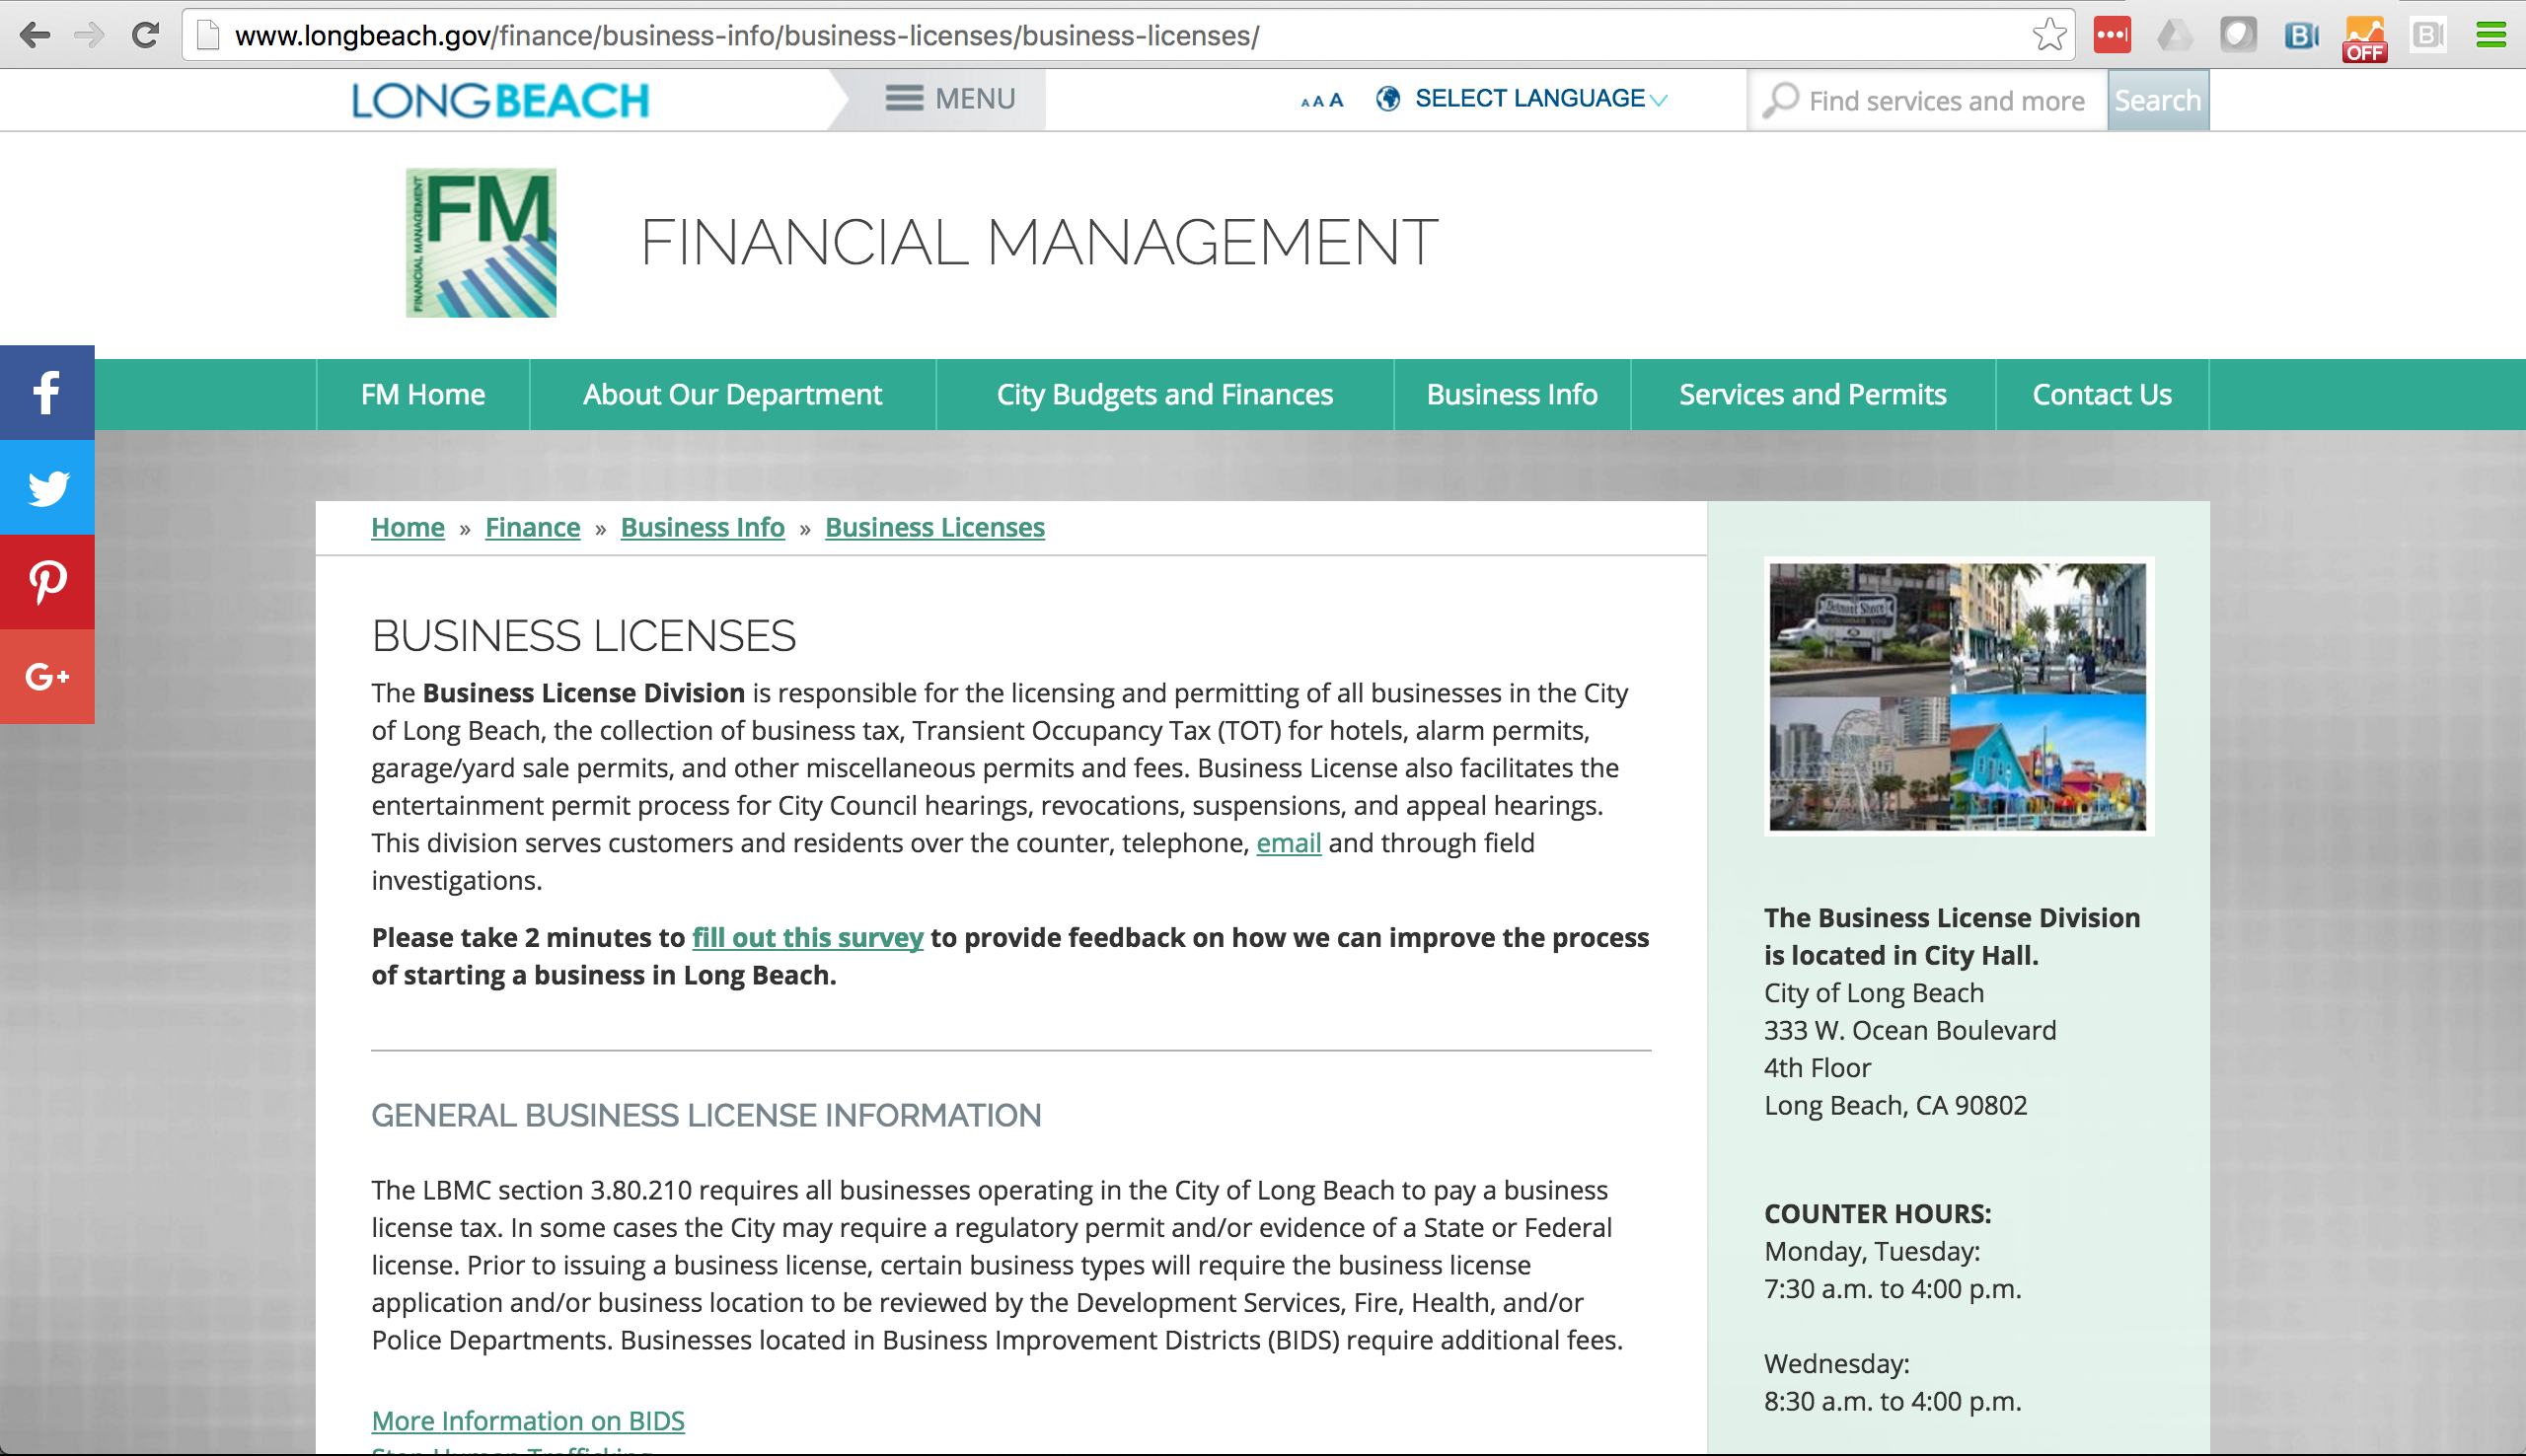 www.longbeach.gov/finance/business-info/business-licenses/business-licenses/
OFF
LONGBEACH
MENU
A A A
SELECT LANGUAGE
Find services and more
Search
FM
FINANCIAL MANAGEMENT
FINANCIAL MANAGEMENT
FM Home
About Our Department
City Budgets and Finances
Business Info
Services and Permits
Contact Us
G+
Home » Finance » Business Info » Business Licenses
BUSINESS LICENSES
The Business License Division is responsible for the licensing and permitting of all businesses in the City
of Long Beach, the collection of business tax, Transient Occupancy Tax (TOT) for hotels, alarm permits,
garage/yard sale permits, and other miscellaneous permits and fees. Business License also facilitates the
entertainment permit process for City Council hearings, revocations, suspensions, and appeal hearings.
This division serves customers and residents over the counter, telephone, email and through field
investigations.
Please take 2 minutes to fill out this survey to provide feedback on how we can improve the process
of starting a business in Long Beach.
GENERAL BUSINESS LICENSE INFORMATION
The LBMC section 3.80.210 requires all businesses operating in the City of Long Beach to pay a business
license tax. In some cases the City may require a regulatory permit and/or evidence of a State or Federal
license. Prior to issuing a business license, certain business types will require the business license
application and/or business location to be reviewed by the Development Services, Fire, Health, and/or
Police Departments. Businesses located in Business Improvement Districts (BIDS) require additional fees.
More Information on BIDS
Stop Human Trafficking
Belmont Shore
welcomes you
The Business License Division
is located in City Hall.
City of Long Beach
333 W. Ocean Boulevard
4th Floor
Long Beach, CA 90802
COUNTER HOURS:
Monday, Tuesday:
7:30 a.m. to 4:00 p.m.
Wednesday:
8:30 a.m. to 4:00 p.m.